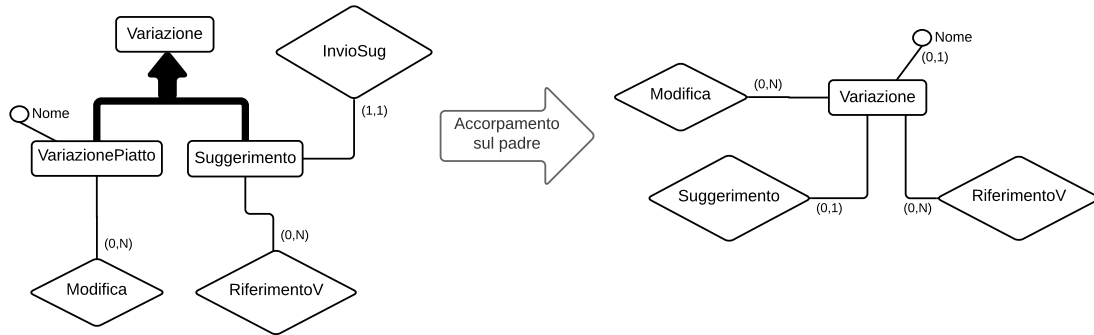 Variazione
InvioSug
Nome
(1,1)
VariazionePiatto
Suggerimento
(0,N)
(0,N)
Modifica
RiferimentoV
Accorpamento
sul padre
Nome
(0,1)
Modifica
(0,N)
Variazione
Suggerimento
(0,1)
(0,N)
RiferimentoV